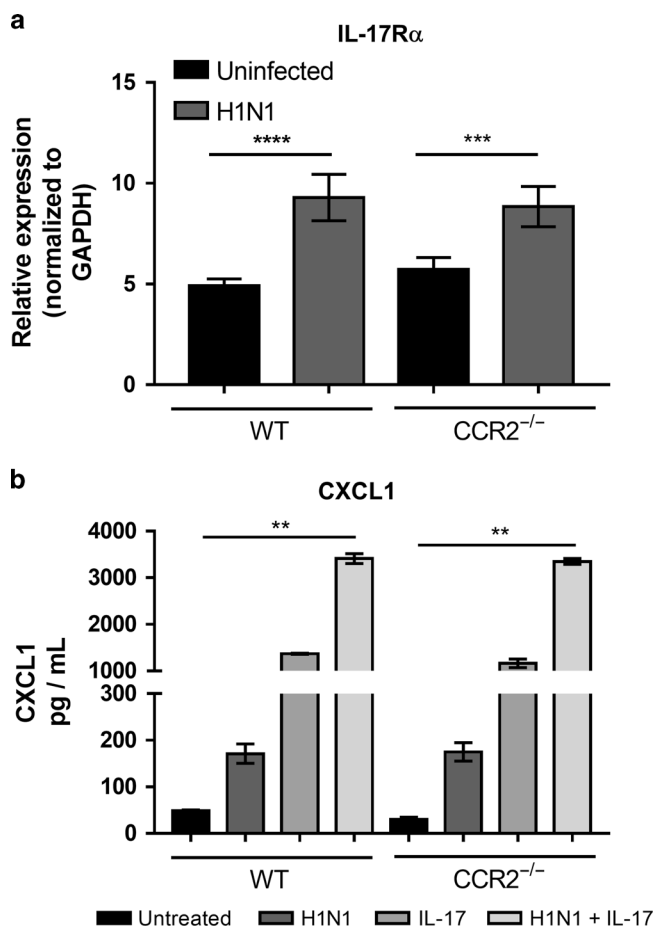 a
IL-17Rα
Uninfected
H1N1
**** ***
Relative expression
(normalized to
GAPDH)
15
10
5
0
WT CCR2⁻/⁻
b
CXCL1
** **
CXCL1
pg / mL
4000
3000
2000
1000
300
200
100
0
WT CCR2⁻/⁻
Untreated H1N1 IL-17 H1N1 + IL-17